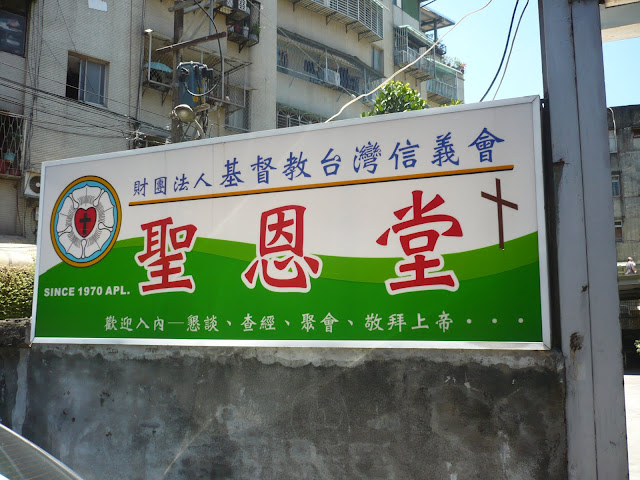 財團法人基督教台灣信義會
聖恩堂
SINCE 1970 APL.
歡迎入內─懇談、查經、聚會、敬拜上帝・・・